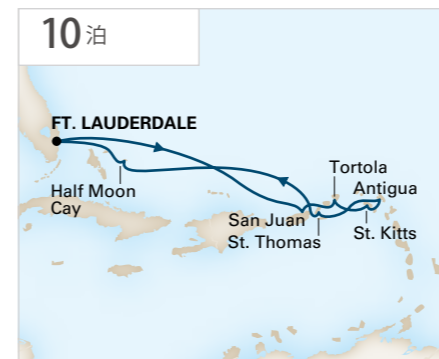 10泊
FT. LAUDERDALE
Half Moon
Cay
Tortola
Antigua
San Juan
St. Thomas
St. Kitts